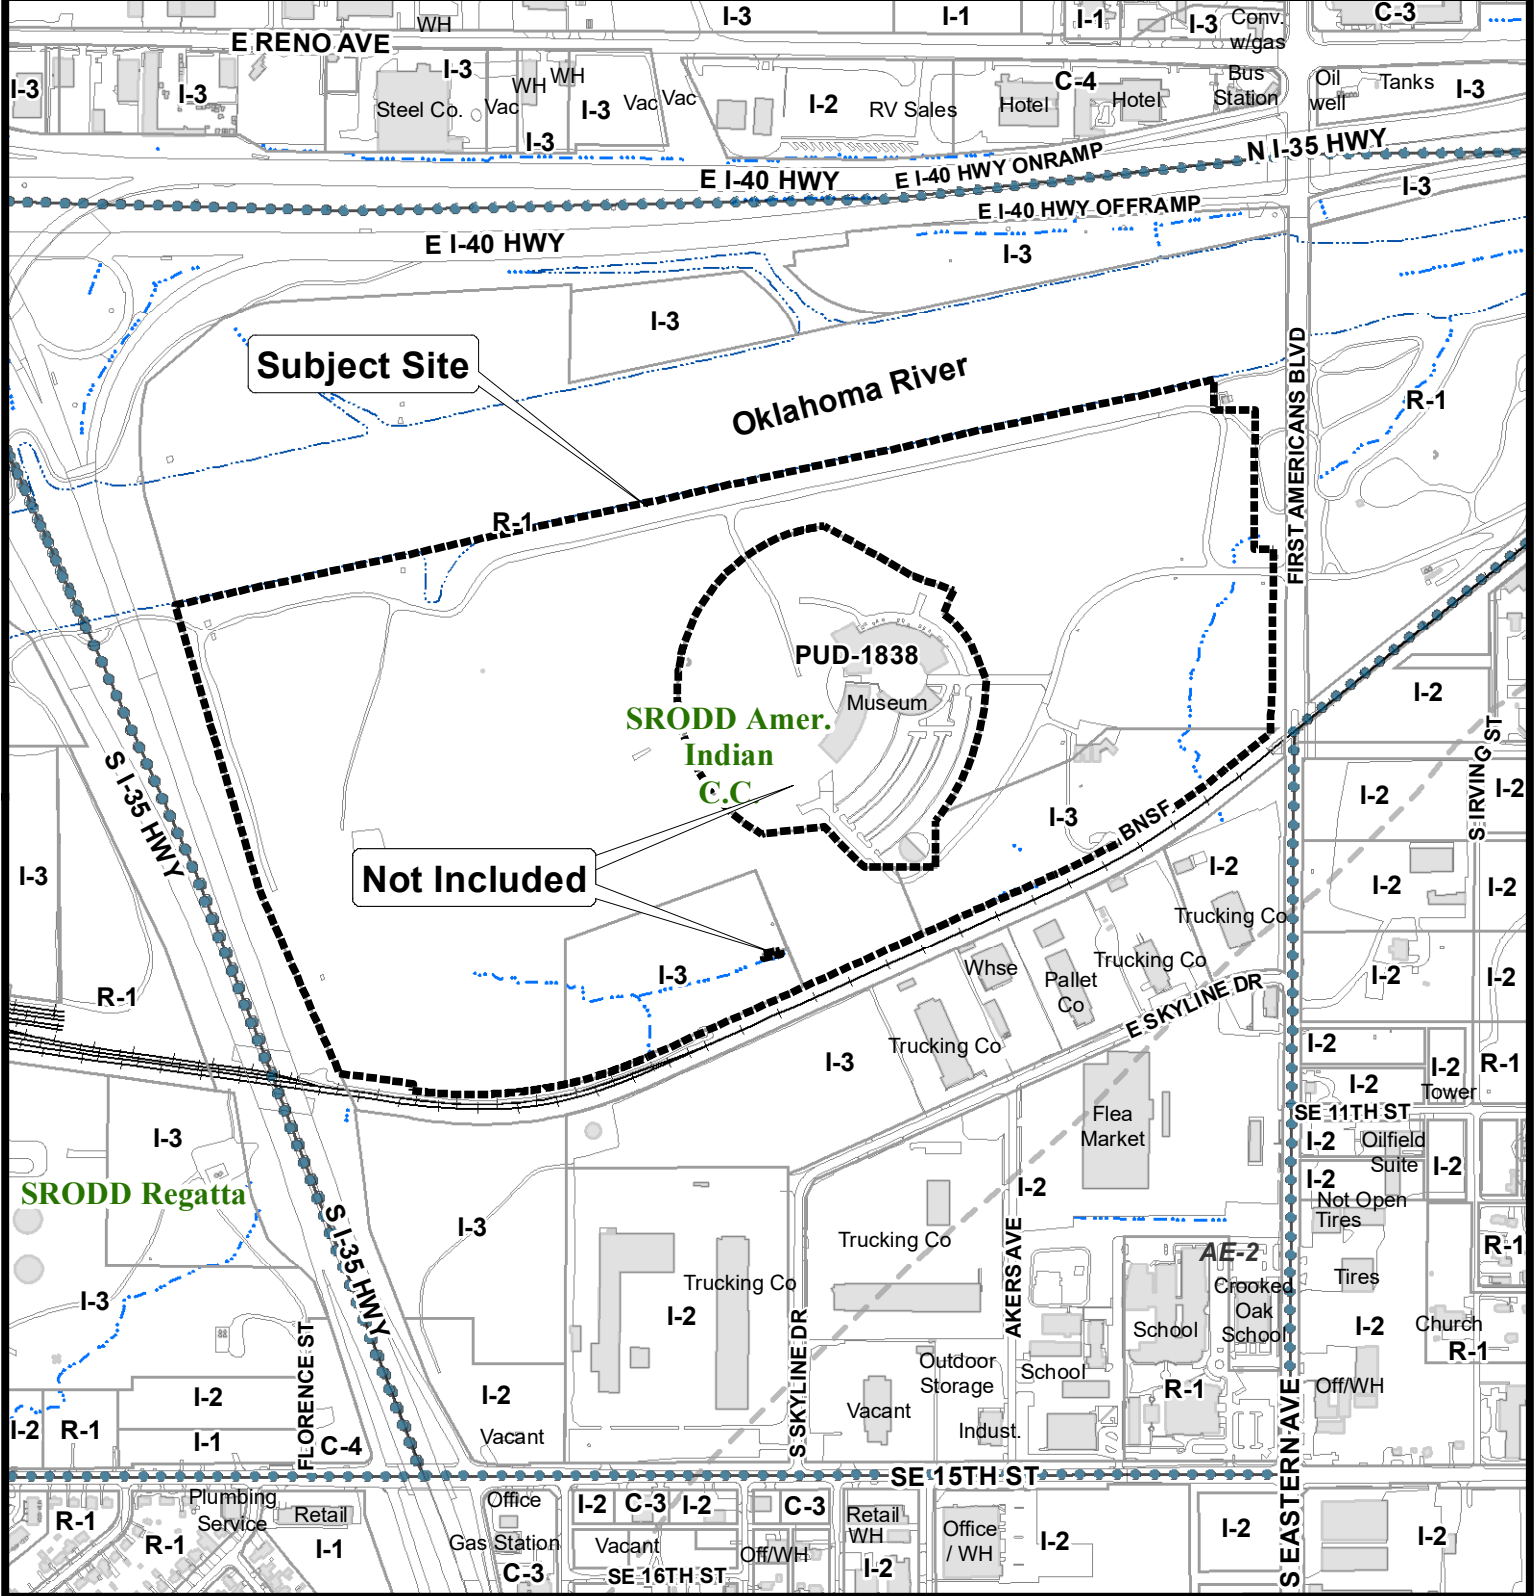 WH
I-3
I-1
I-1
I-3
Conv.
w/gas
C-3
E RENO AVE
I-3
I-3
I-3
Steel Co.
Vac
WH
WH
I-3
I-3
Vac
Vac
I-2
RV Sales
C-4
Hotel
Hotel
Bus
Station
Oil
well
Tanks
I-3
N I-35 HWY
E I-40 HWY
E I-40 HWY ONRAMP
I-3
E I-40 HWY OFFRAMP
E I-40 HWY
I-3
I-3
Subject Site
Oklahoma River
FIRST AMERICANS BLVD
R-1
R-1
PUD-1838
Museum
SRODD Amer.
Indian
C.C.
I-2
S I-35 HWY
S IRVING ST
I-2
I-2
I-3
BNSF
I-3
Not Included
I-2
I-2
I-2
Trucking Co
I-3
R-1
Whse
Pallet
Co
Trucking Co
I-2
I-2
E SKYLINE DR
I-3
Trucking Co
I-2
I-2
Tower
R-1
I-2
SE 11TH ST
Flea
Market
I-3
I-2
Oilfield
Suite
I-2
I-2
Not Open
Tires
SRODD Regatta
I-2
I-3
Trucking Co
AKERS AVE
AE-2
R-1
S I-35 HWY
Trucking Co
I-2
Crooked
Oak
School
Tires
I-3
School
I-2
Church
R-1
FLORENCE ST
S SKYLINE DR
Outdoor
Storage
School
R-1
Off/WH
I-2
I-2
Vacant
I-2
R-1
I-1
C-4
Vacant
Indust.
S EASTERN AVE
SE 15TH ST
Plumbing
Service
Retail
Office
I-2
C-3
I-2
C-3
Retail
WH
Office
/ WH
I-2
I-2
I-2
R-1
R-1
I-1
Gas Station
C-3
Vacant
Off/WH
I-2
SE 16TH ST